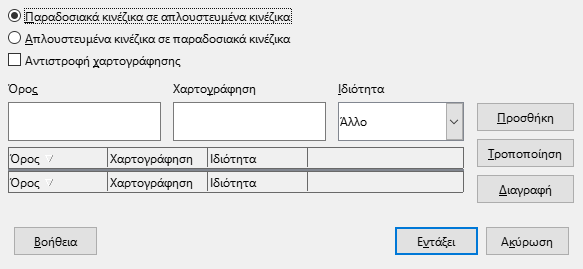 Παραδοσιακά κινέζικα σε απλουστευμένα κινέζικα
Απλουστευμένα κινέζικα σε παραδοσιακά κινέζικα
Αντιστροφή χαρτογράφησης
Όρος Χαρτογράφηση Ιδιότητα
Άλλο
Προσθήκη
Όρος Χαρτογράφηση Ιδιότητα
Τροποποίηση
Όρος Χαρτογράφηση Ιδιότητα
Διαγραφή
Βοήθεια Εντάξει Ακύρωση